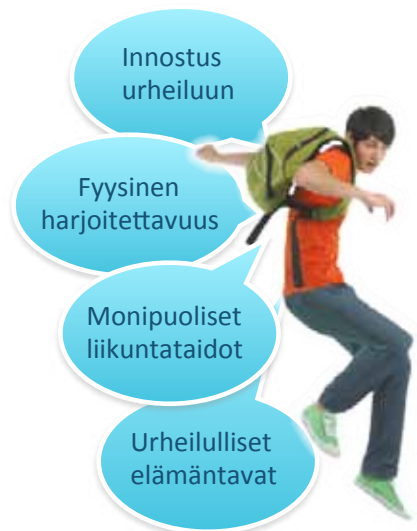 Innostus
urheiluun
Fyysinen
harjoitettavuus
Monipuoliset
liikuntataidot
Urheilulliset
elämäntavat